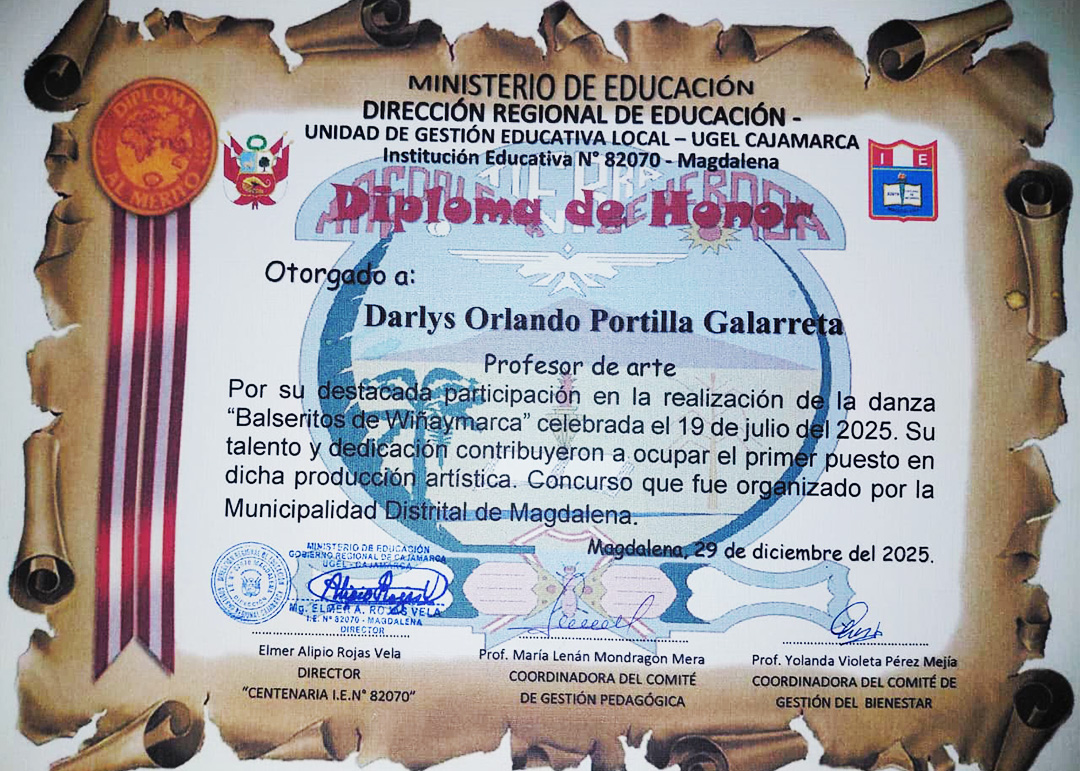 MINISTERIO DE EDUCACIÓN
DIRECCIÓN REGIONAL DE EDUCACIÓN -
UNIDAD DE GESTIÓN EDUCATIVA LOCAL – UGEL CAJAMARCA
Institución Educativa N° 82070 - Magdalena
DIPLOMA
AL MERITO
I E
Diploma de Honor
Otorgado a:
Darlys Orlando Portilla Galarreta
Profesor de arte
Por su destacada participación en la realización de la danza
“Balseritos de Wiñaymarca” celebrada el 19 de julio del 2025. Su
talento y dedicación contribuyeron a ocupar el primer puesto en
dicha producción artística. Concurso que fue organizado por la
Municipalidad Distrital de Magdalena.
Magdalena, 29 de diciembre del 2025.
MINISTERIO DE EDUCACIÓN
GOBIERNO REGIONAL DE CAJAMARCA
UGEL - CAJAMARCA
Mg. ELMER A. ROJAS VELA
I.E. N° 82070 - MAGDALENA
DIRECTOR
Elmer Alipio Rojas Vela
DIRECTOR
“CENTENARIA I.E.N° 82070”
Prof. María Lenán Mondragon Mera
COORDINADORA DEL COMITÉ
DE GESTIÓN PEDAGÓGICA
Prof. Yolanda Violeta Pérez Mejía
COORDINADORA DEL COMITÉ DE
GESTIÓN DEL BIENESTAR